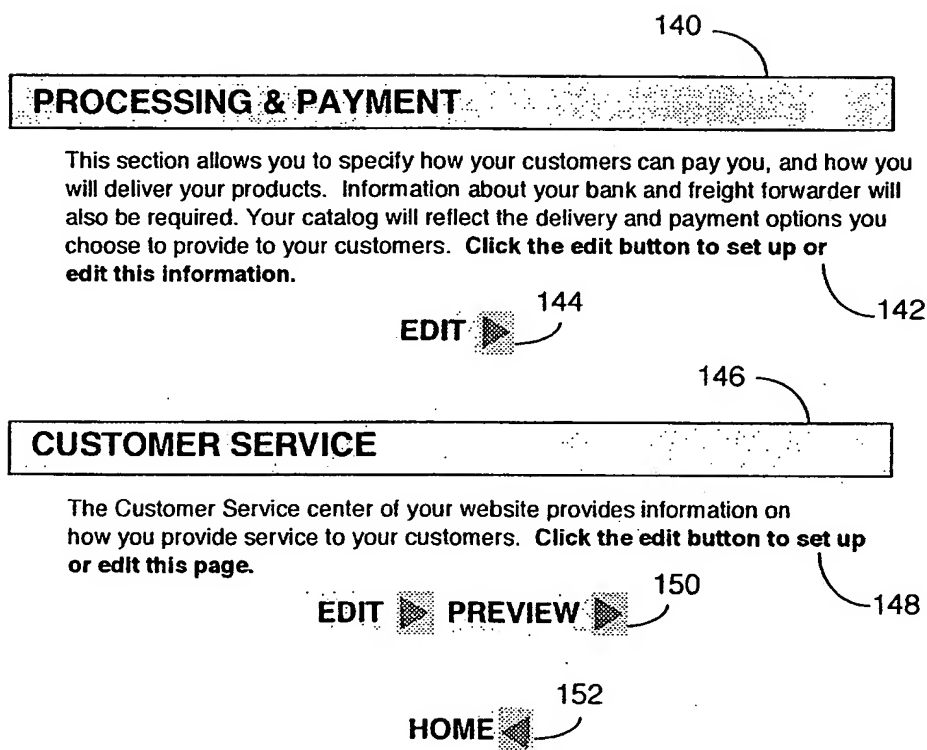 140
PROCESSING & PAYMENT
This section allows you to specify how your customers can pay you, and how you
will deliver your products. Information about your bank and freight forwarder will
also be required. Your catalog will reflect the delivery and payment options you
choose to provide to your customers. Click the edit button to set up or
edit this information.
142
EDIT 144
146
CUSTOMER SERVICE
The Customer Service center of your website provides information on
how you provide service to your customers. Click the edit button to set up
or edit this page.
148
EDIT PREVIEW 150
HOME 152